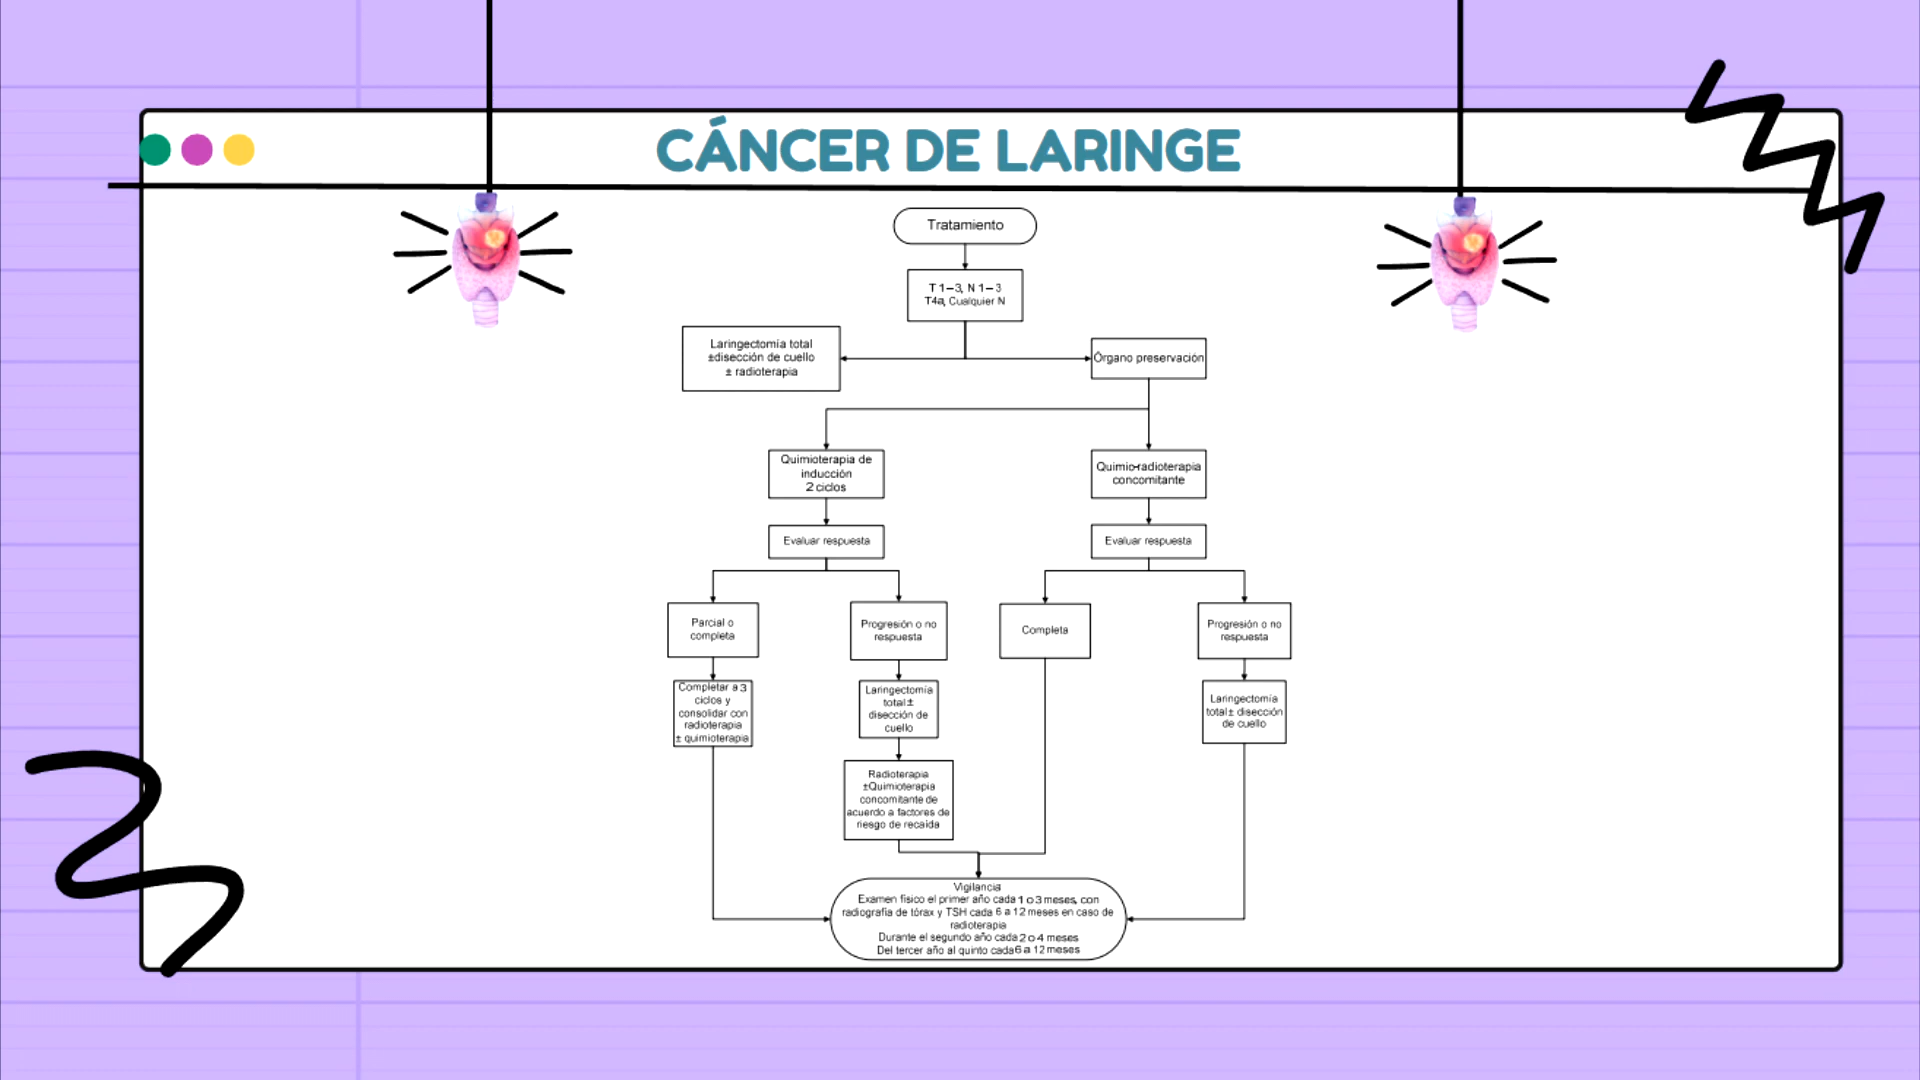 CÁNCER DE LARINGE
Tratamiento
T 1-3, N 1-3
T4a, Cualquier N
Laringectomía total
±disección de cuello
± radioterapia
Órgano preservación
Quimioterapia de
inducción
2 ciclos
Quimio-radioterapia
concomitante
Evaluar respuesta
Evaluar respuesta
Parcial o
completa
Progresión o no
respuesta
Completa
Progresión o no
respuesta
Completar a 3
ciclos y
consolidar con
radioterapia
± quimioterapia
Laringectomía
total ±
disección de
cuello
Laringectomía
total ± disección
de cuello
Radioterapia
±Quimioterapia
concomitante de
acuerdo a factores de
riesgo de recaída
Vigilancia
Examen físico el primer año cada 1 o 3 meses, con
radiografía de tórax y TSH cada 6 a 12 meses en caso de
radioterapia
Durante el segundo año cada 2 o 4 meses
Del tercer año al quinto cada 6 a 12 meses